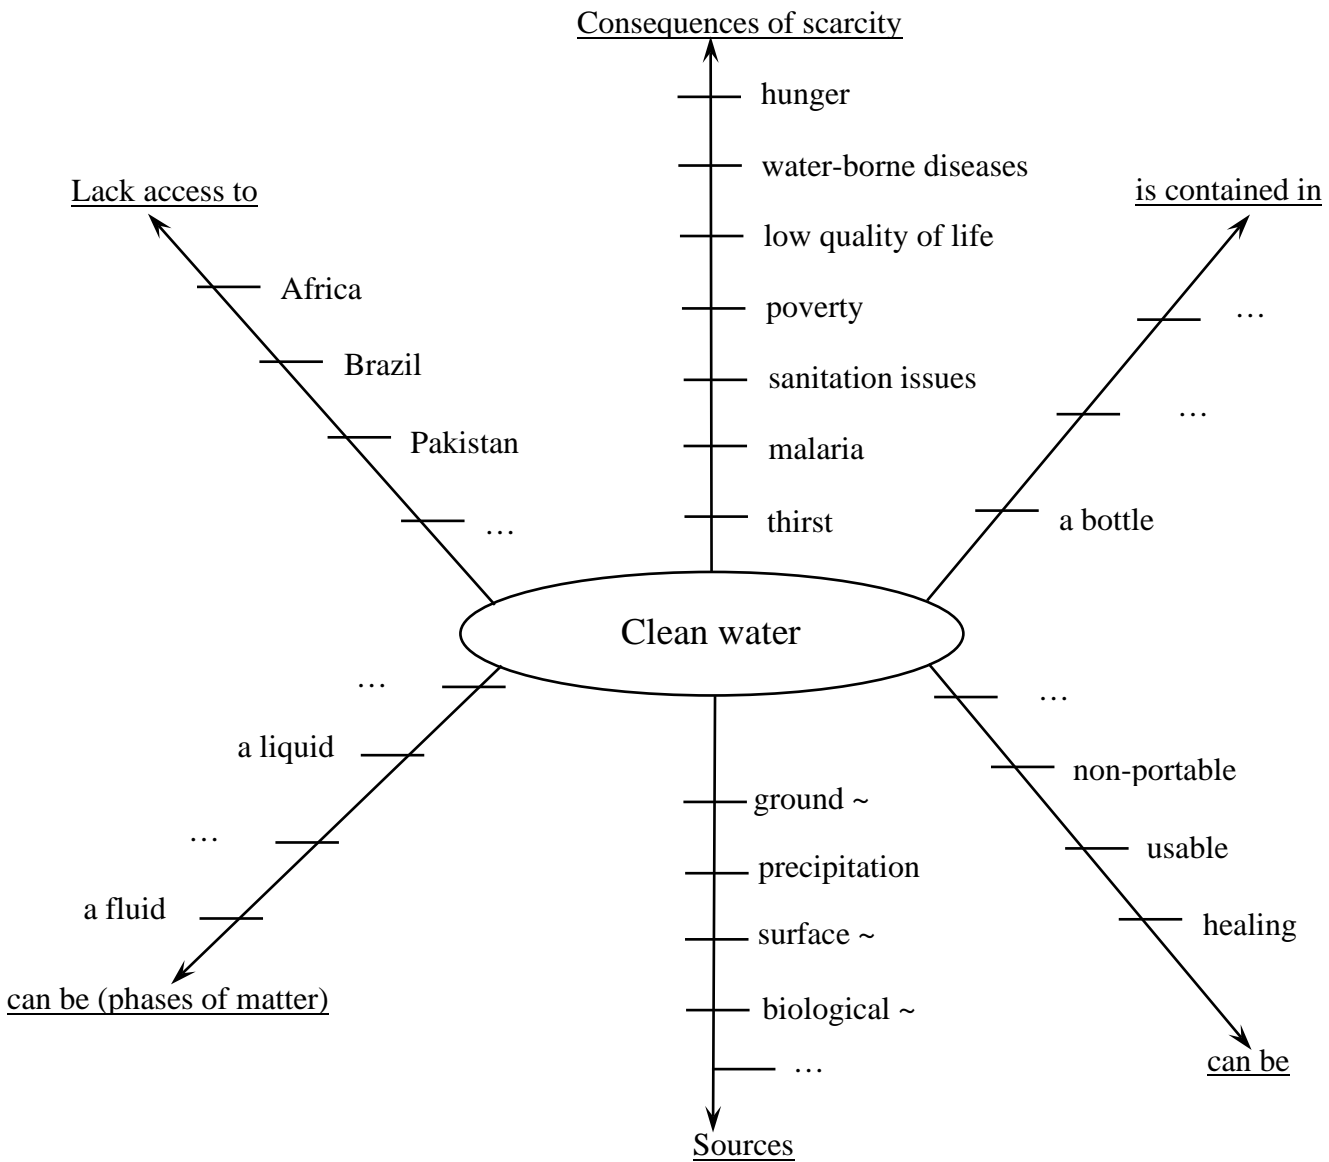 Consequences of scarcity
hunger
water-borne diseases
low quality of life
poverty
sanitation issues
malaria
thirst
Lack access to
Africa
Brazil
Pakistan
…
is contained in
…
…
a bottle
Clean water
…
a liquid
…
a fluid
can be (phases of matter)
ground ~
precipitation
surface ~
biological ~
…
Sources
…
non-portable
usable
healing
can be